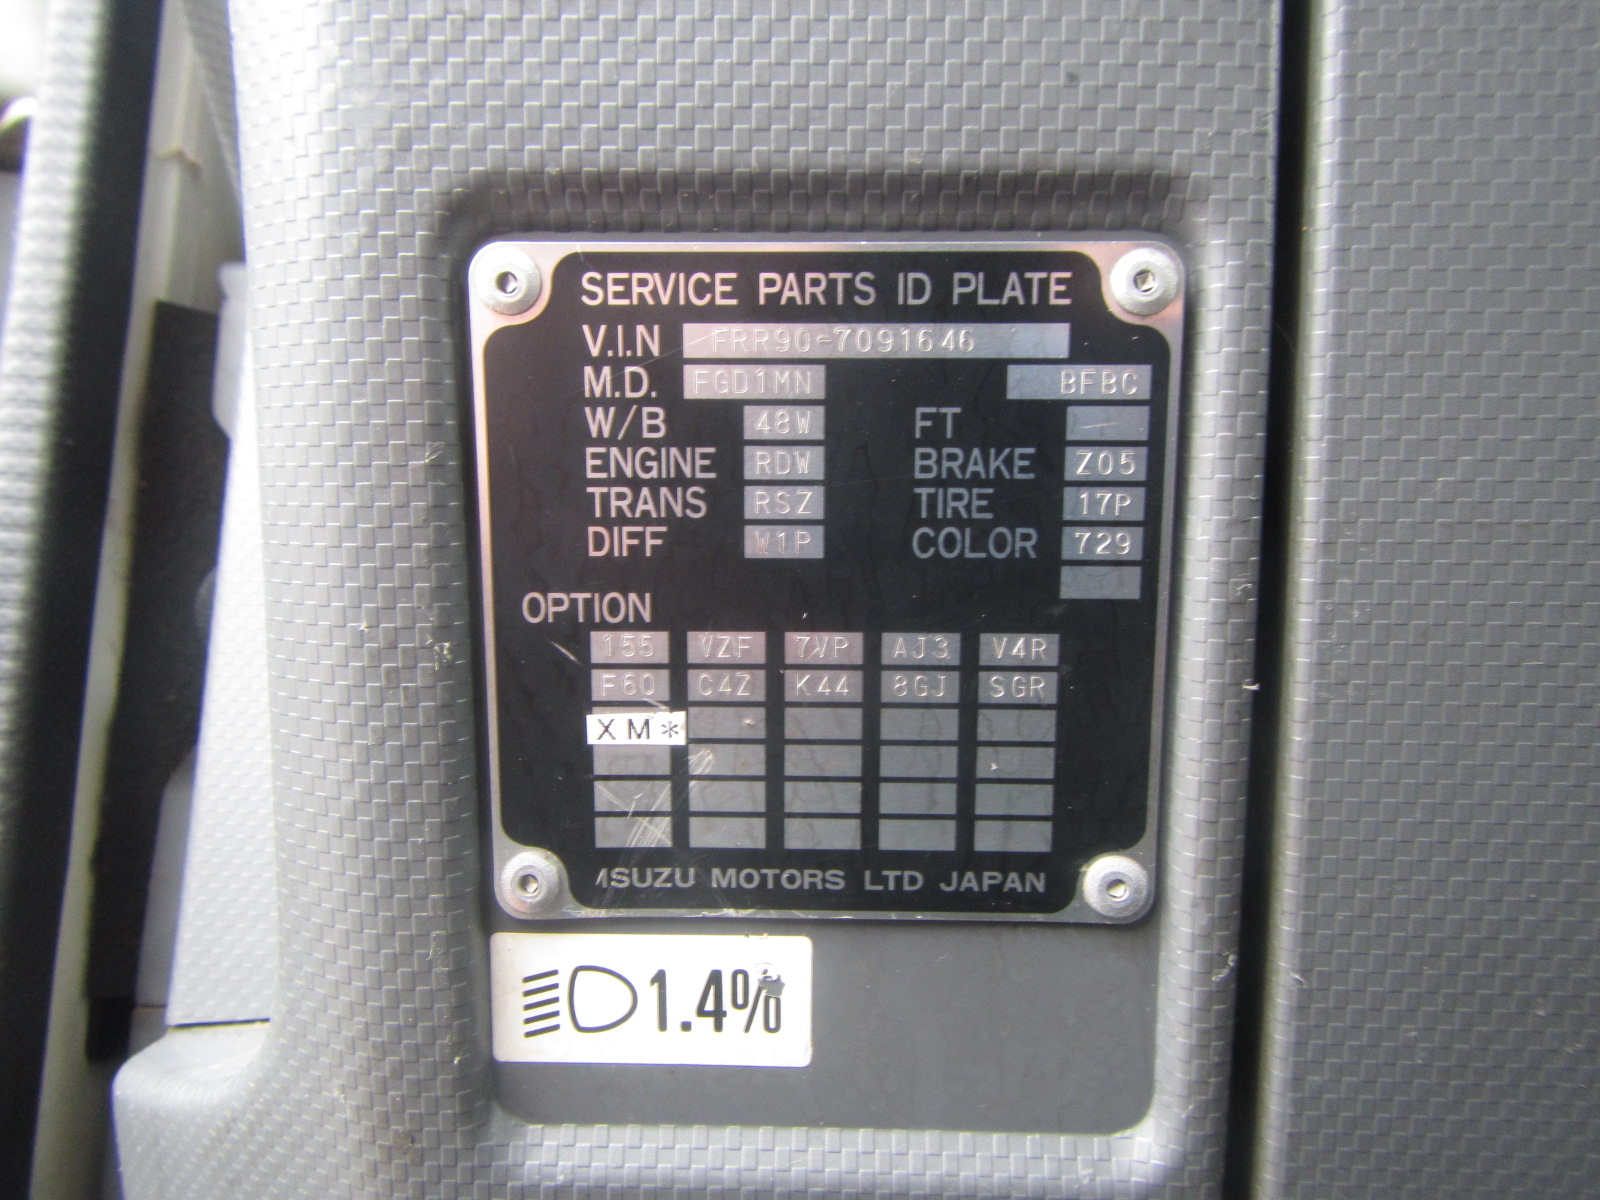 SERVICE PARTS ID PLATE
V.I.N FRR90-7091646
M.D. FGD1MN BFBC
W/B 48W FT
ENGINE RDW BRAKE Z05
TRANS RSZ TIRE 17P
DIFF W1P COLOR 729
OPTION
155 VZF 7VP AJ3 V4R
F60 C4Z K44 8GJ SGR
XM*
ISUZU MOTORS LTD JAPAN
1.4%